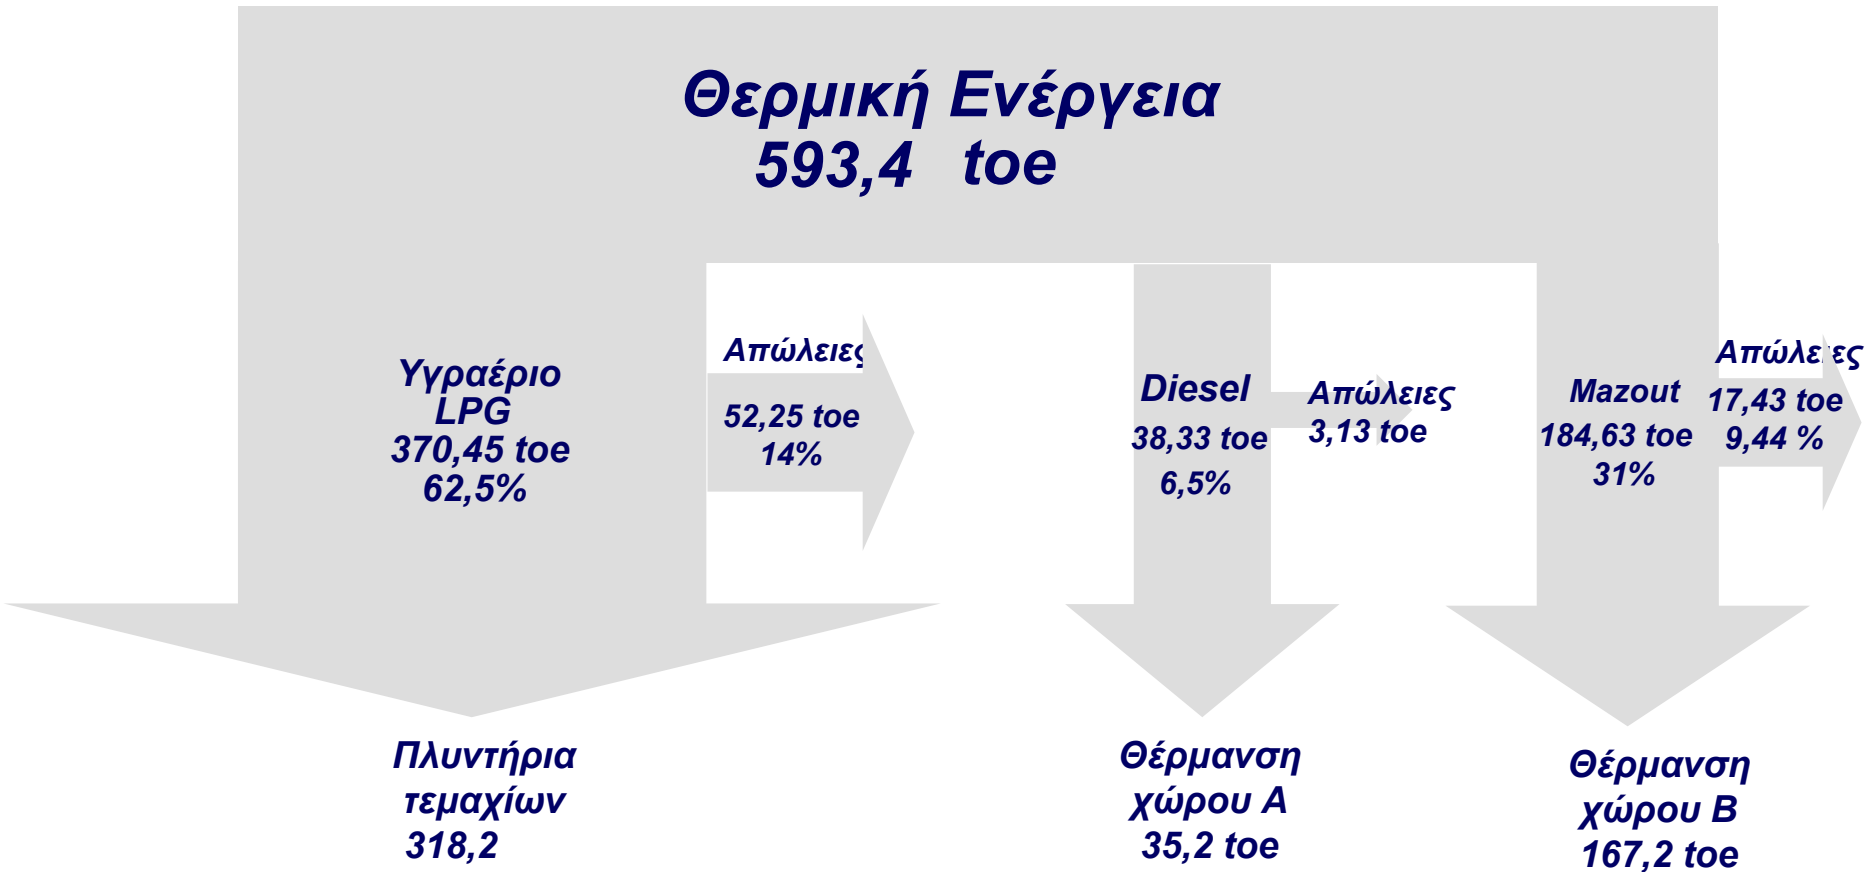 Θερμική Ενέργεια
593,4 toe
Υγραέριο
LPG
370,45 toe
62,5%
Απώλειες
52,25 toe
14%
Diesel
38,33 toe
6,5%
Απώλειες
3,13 toe
Mazout
184,63 toe
31%
Απώλειες
17,43 toe
9,44 %
Πλυντήρια
τεμαχίων
318,2
Θέρμανση
χώρου Α
35,2 toe
Θέρμανση
χώρου Β
167,2 toe